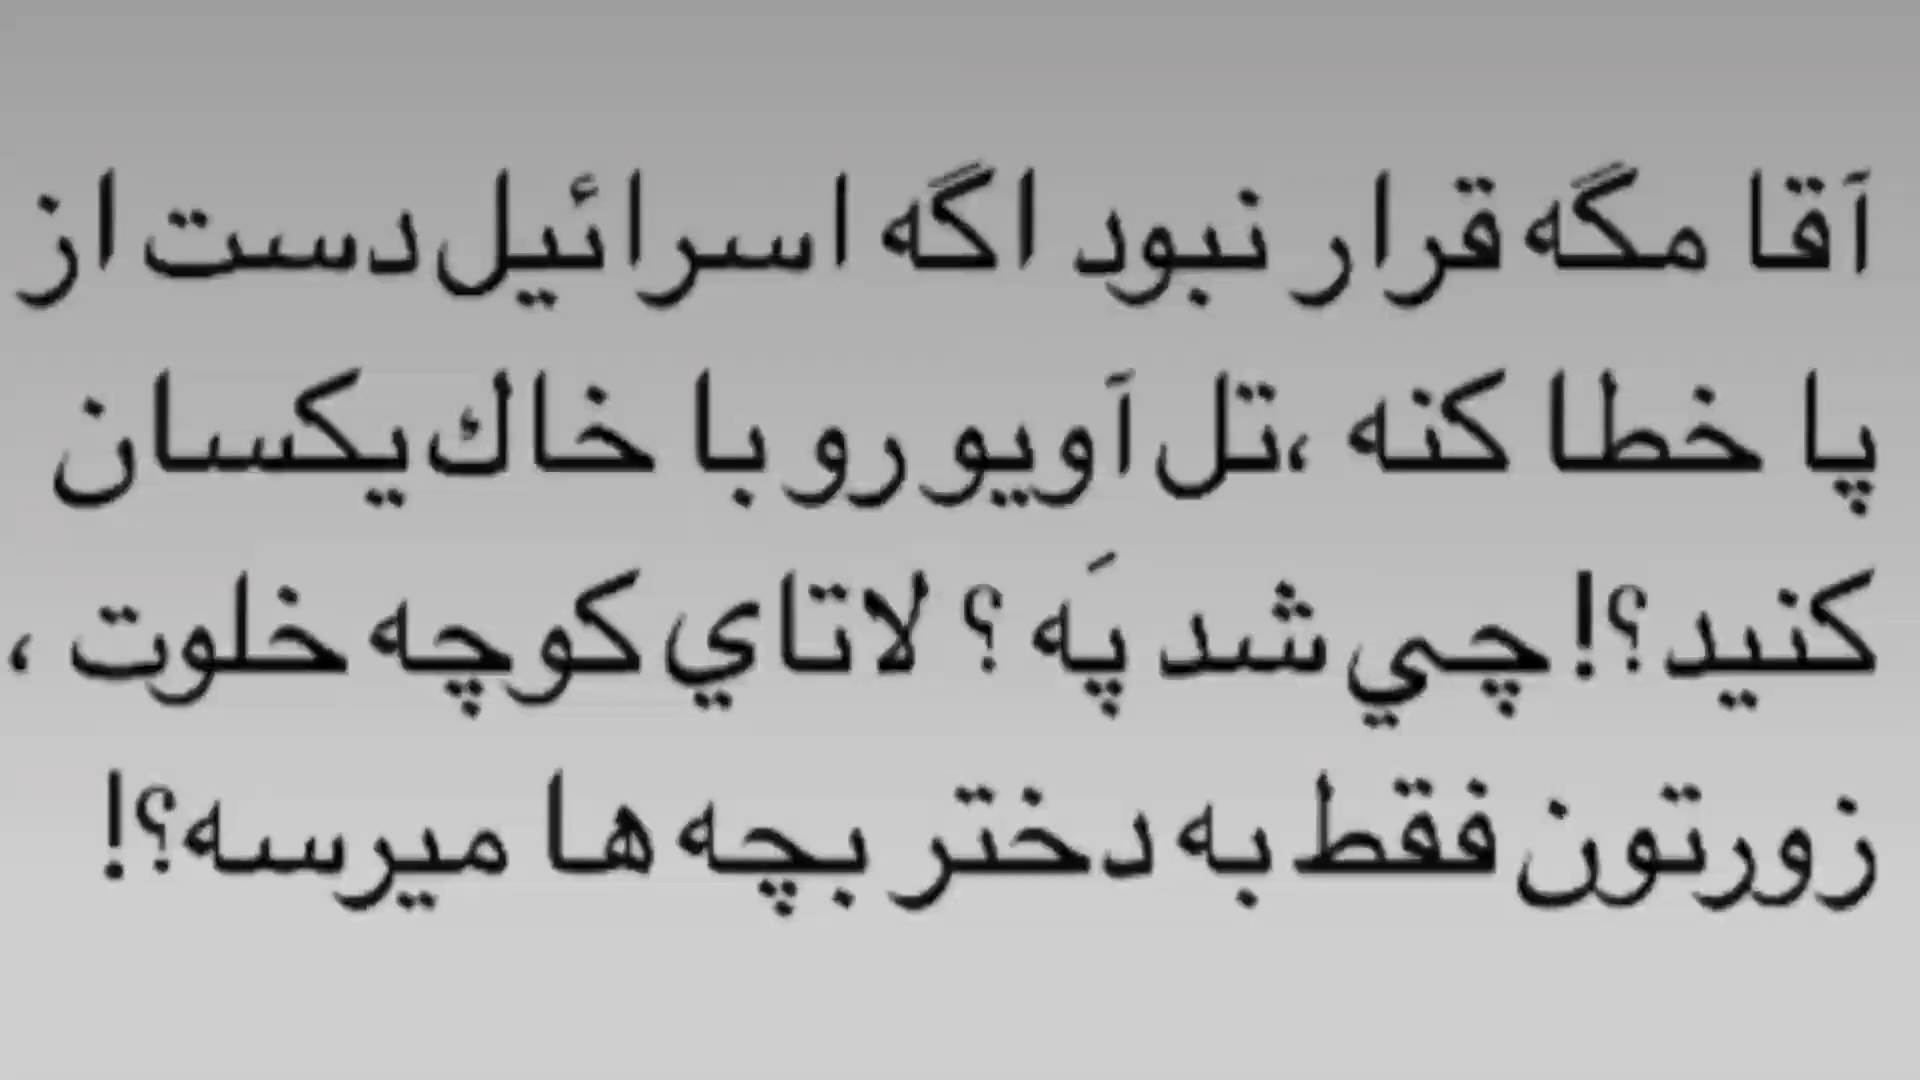 آقا مگه قرار نبود اگه اسرائیل دست از
پا خطا کنه ،تل آویو رو با خاك یکسان
کنید؟! چي شد پَه ؟ لاتاي کوچه خلوت ،
زورتون فقط به دختر بچه ها میرسه؟!